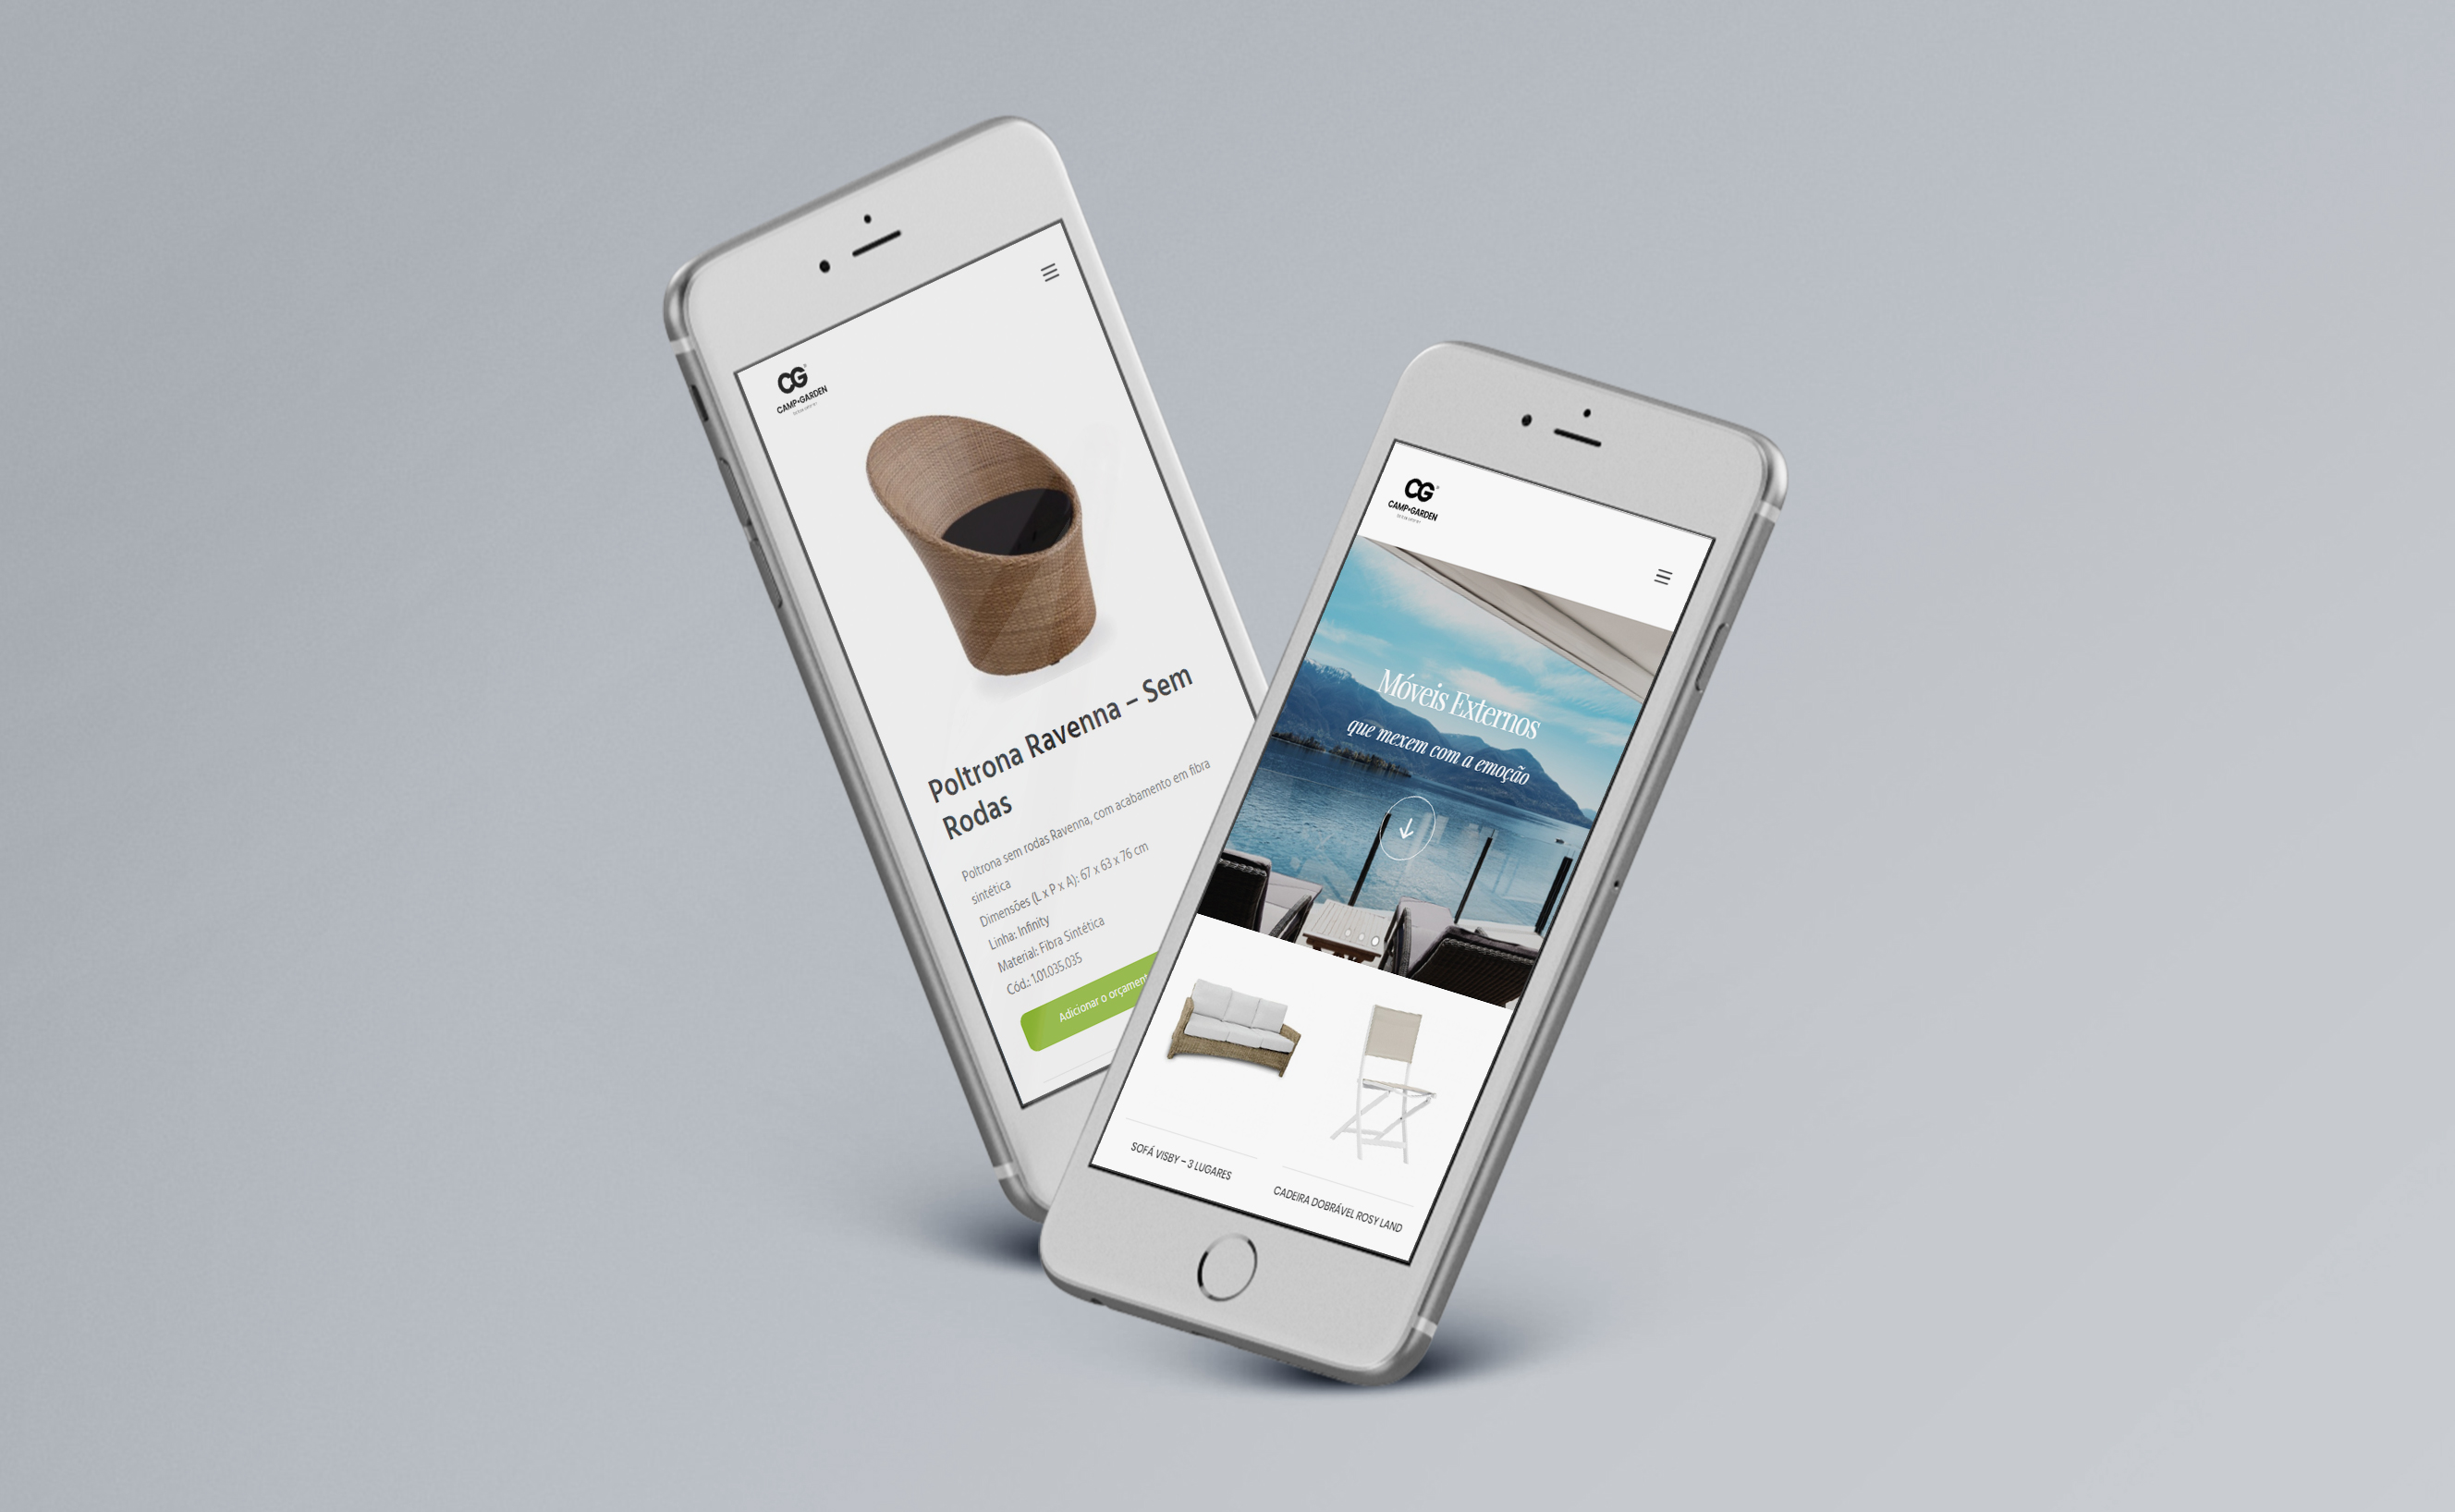 CG
CAMP•GARDEN
Poltrona Ravenna – Sem
Rodas
Poltrona sem rodas Ravenna, com acabamento em fibra
sintética
Dimensões (L x P x A): 67 x 63 x 76 cm
Linha: Infinity
Material: Fibra Sintética
Cód.: 1.01.035.035
Adicionar o orçament
CG
CAMP•GARDEN
Móveis Externos
que mexem com a emoção
SOFÁ VISBY – 3 LUGARES
CADEIRA DOBRÁVEL ROSY LAND